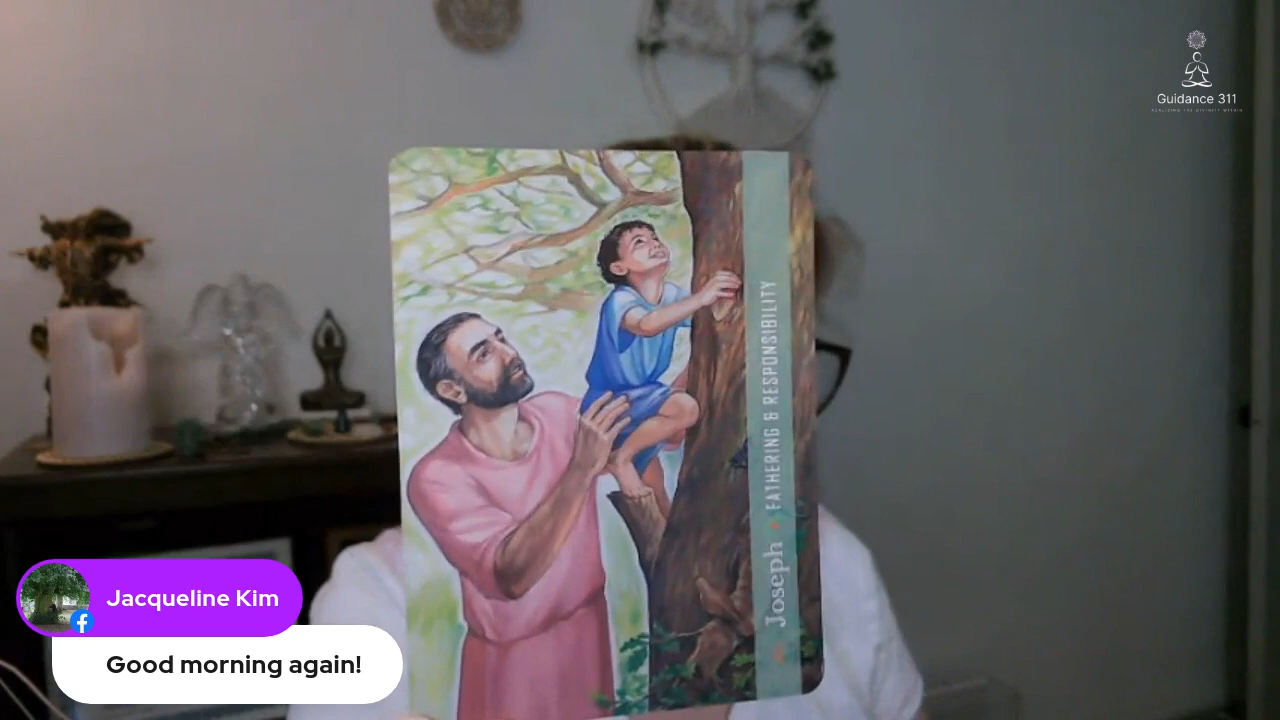 Guidance 311
Joseph • FATHERING & RESPONSIBILITY
Jacqueline Kim
Good morning again!